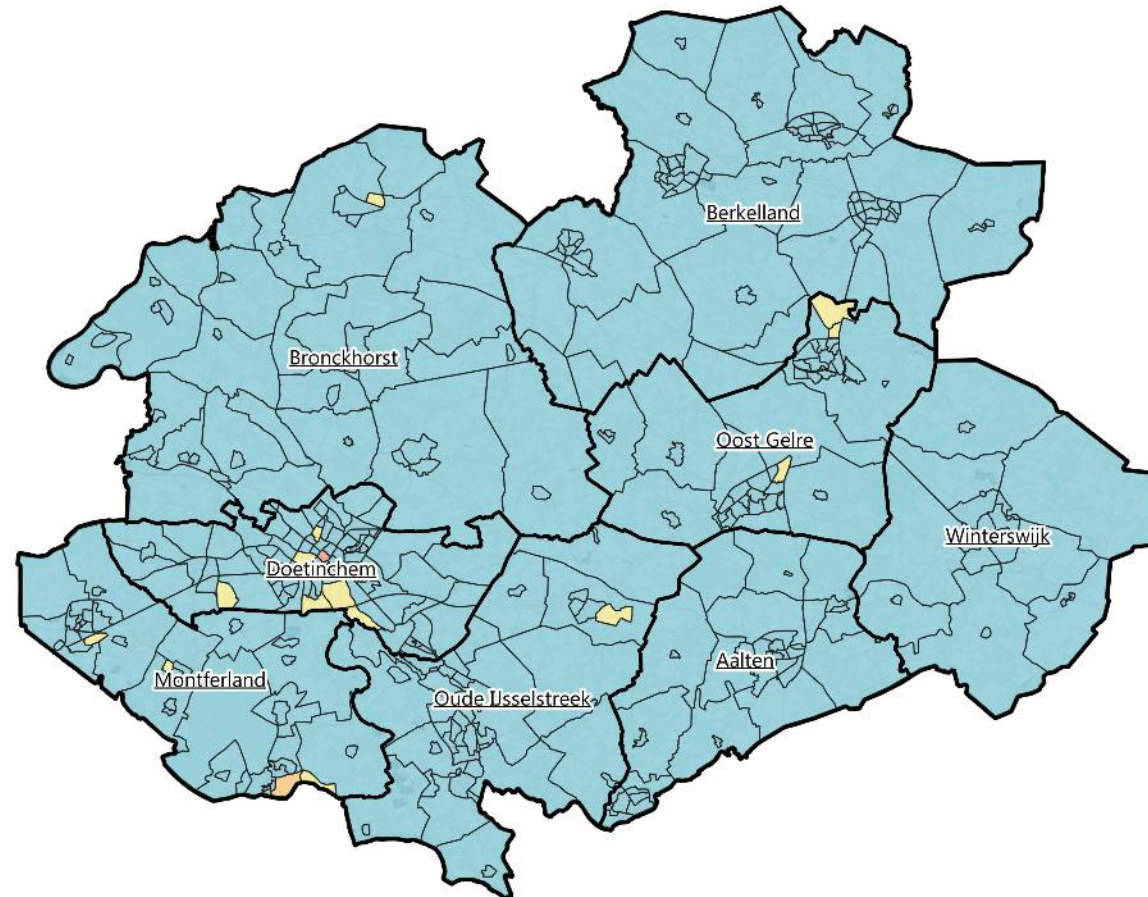 Berkelland
Bronckhorst
Oost Gelre
Winterswijk
Doetinchem
Aalten
Montferland
Oude IJsselstreek